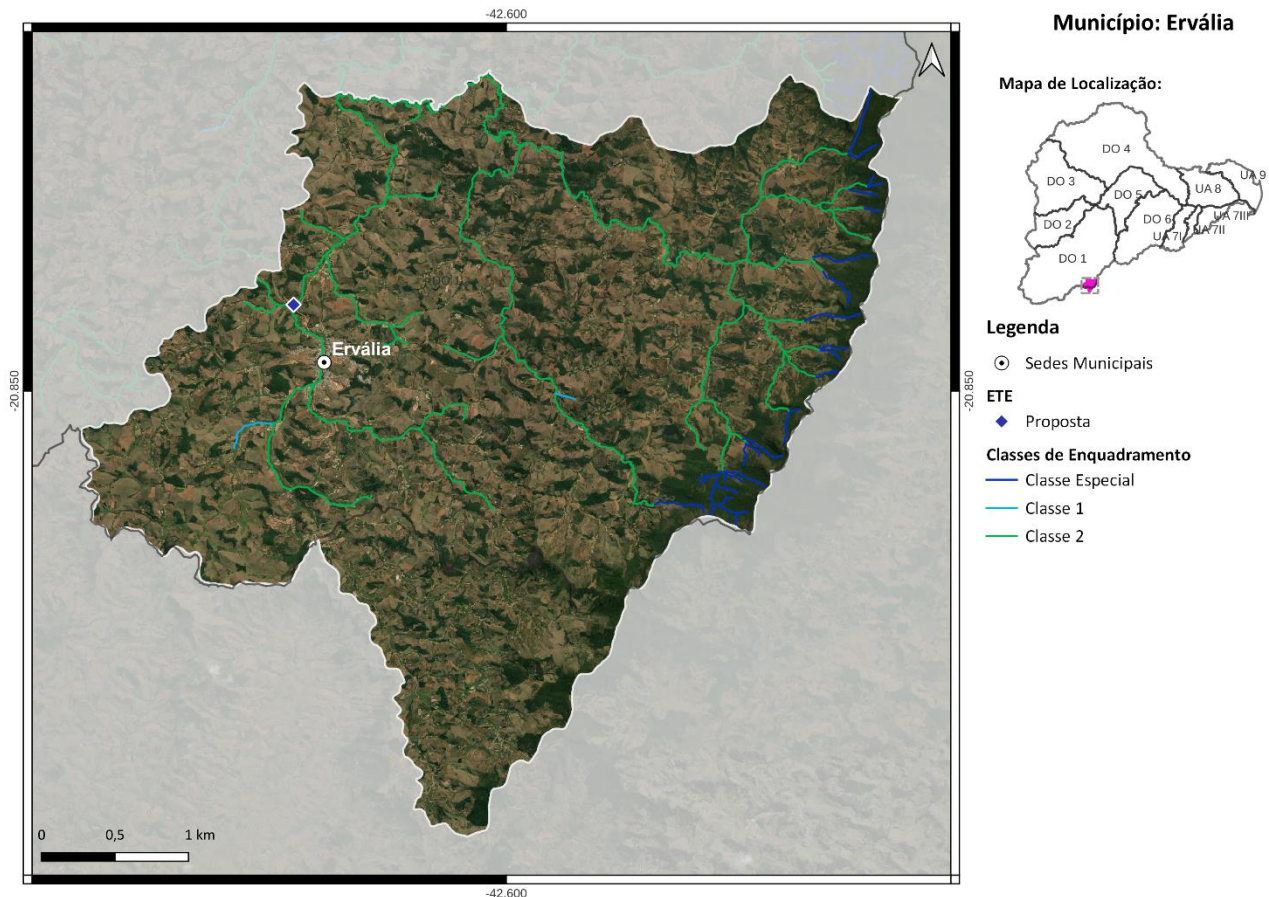 -42.600
Município: Ervália
Mapa de Localização:
DO 4
DO 3
UA 9
UA 8
DO 5
DO 6
UA 7III
DO 2
UA 7II
UA 7I
DO 1
Ervália
Legenda
Sedes Municipais
-20.850
-20.850
ETE
Proposta
Classes de Enquadramento
Classe Especial
Classe 1
Classe 2
0 0,5 1 km
-42.600